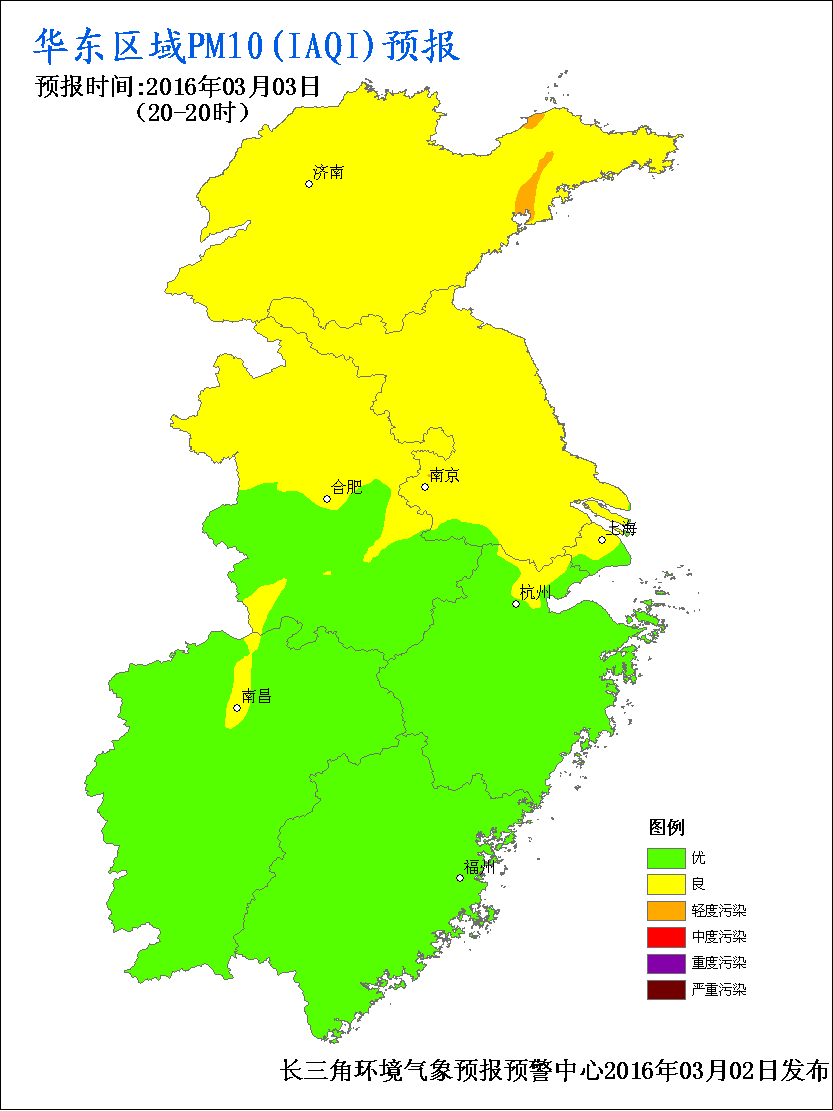 华东区域PM10(IAQI)预报
预报时间:2016年03月03日
(20-20时)
济南
合肥
南京
上海
杭州
南昌
福州
图例
优
良
轻度污染
中度污染
重度污染
严重污染
长三角环境气象预报预警中心2016年03月02日发布